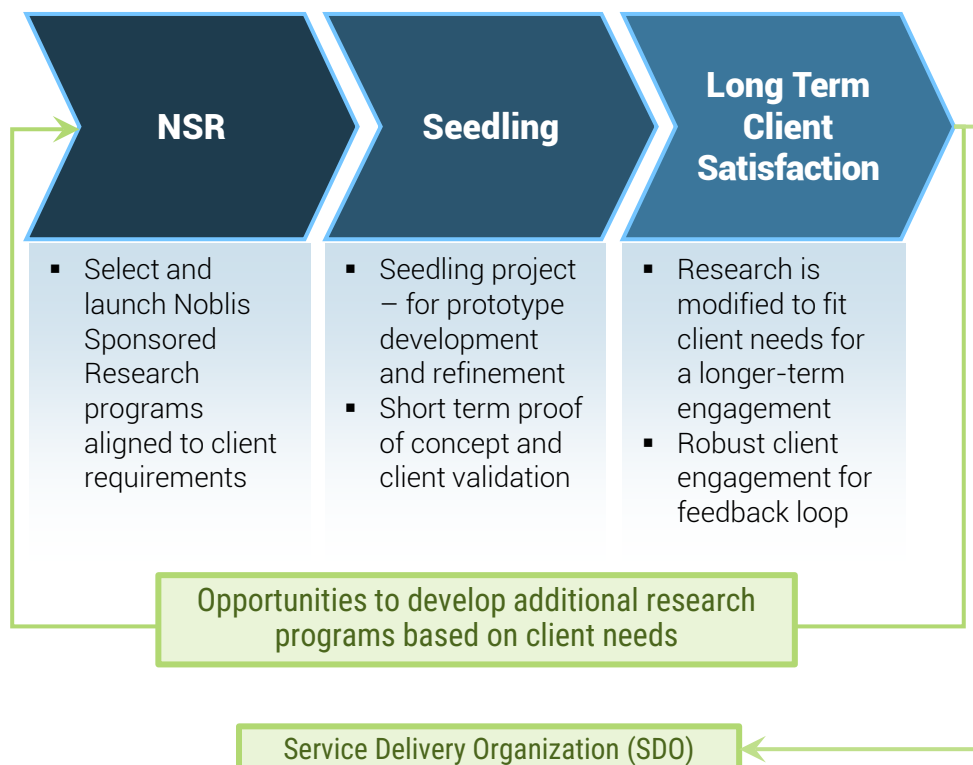 NSR
Seedling
Long Term
Client
Satisfaction
▪ Select and
launch Noblis
Sponsored
Research
programs
aligned to client
requirements
▪ Seedling project
– for prototype
development
and refinement
▪ Short term proof
of concept and
client validation
▪ Research is
modified to fit
client needs for
a longer-term
engagement
▪ Robust client
engagement for
feedback loop
Opportunities to develop additional research
programs based on client needs
Service Delivery Organization (SDO)